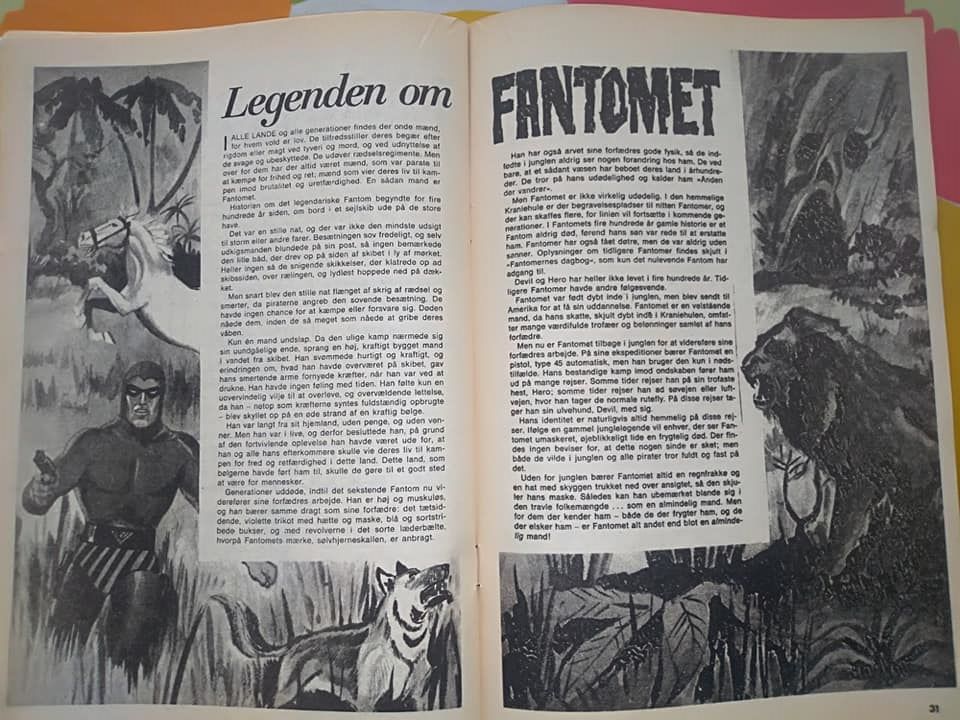 Legenden om
FANTOMET
I ALLE LANDE og alle generationer findes der onde mænd,
for hvem vold er lov. De tilfredsstiller deres begær efter
rigdom eller magt ved tyveri og mord, og ved udnyttelse af
de svage og ubeskyttede. De udøver rædselsregimente. Men
over for dem har der altid været mænd, som var parate til
at kæmpe for frihed og ret; mænd som vier deres liv til kam-
pen imod brutalitet og uretfærdighed. En sådan mand er
Fantomet.
Historien om det legendariske Fantom begyndte for fire
hundrede år siden, om bord i et sejlskib ude på de store
have.
Det var en stille nat, og der var ikke den mindste udsigt
til storm eller andre farer. Besætningen sov fredeligt, og selv
udkigsmanden blundede på sin post, så ingen bemærkede
den lille båd, der drev op på siden af skibet i ly af mørket.
Heller ingen så de snigende skikkelser, der klatrede op ad
skibssiden, over rælingen, og lydløst hoppede ned på dæk-
ket.
Men snart blev den stille nat flænget af skrig af rædsel og
smerter, da piraterne angreb den sovende besætning. De
havde ingen chance for at kæmpe eller forsvare sig. Døden
nåede dem, inden de så meget som nåede at gribe deres
våben.
Kun én mand undslap. Da den ulige kamp nærmede sig
sin uundgåelige ende, sprang en høj, kraftigt bygget mand
i vandet fra skibet. Han svømmede hurtigt og kraftigt, og
erindringen om, hvad han havde overværet på skibet, gav
hans smertende arme fornyede kræfter, når han var ved at
drukne. Han havde ingen føling med tiden. Han følte kun en
uovervindelig vilje til at overleve, og overvældende lettelse,
da han – netop som kræfterne syntes fuldstændig opbrugte
– blev skyllet op på en øde strand af en kraftig bølge.
Han var langt fra sit hjemland, uden penge, og uden ven-
ner. Men han var i live, og derfor besluttede han, på grund
af den fortvivlende oplevelse han havde været ude for, at
han og alle hans efterkommere skulle vie deres liv til kam-
pen for fred og retfærdighed i dette land. Dette land, som
bølgerne havde ført ham til, skulle de gøre til et godt sted
at være for mennesker.
Generationer uddøde, indtil det sekstende Fantom nu vi-
derefører sine forfædres arbejde. Han er høj og muskuløs,
og han bærer samme dragt som sine forfædre: det tætsid-
dende, violette trikot med hætte og maske, blå og sortstri-
bede bukser, og med revolverne i det sorte læderbælte,
hvorpå Fantomets mærke, sølvhjerneskallen, er anbragt.
Han har også arvet sine forfædres gode fysik, så de ind-
fødte i junglen aldrig ser nogen forandring hos ham. De ved
bare, at et sådant væsen har beboet deres land i århundre-
der. De tror på hans udødelighed og kalder ham »Ånden
der vandrer«.
Men Fantomet er ikke virkelig udødelig. I den hemmelige
Kraniehule er der begravelsespladser til nitten Fantomer, og
der kan skaffes flere, for linien vil fortsætte i kommende ge-
nerationer. I Fantomets fire hundrede år gamle historie er et
Fantom aldrig død, førend hans søn var rede til at erstatte
ham. Fantomer har også fået døtre, men de var aldrig uden
sønner. Oplysninger om tidligere Fantomer findes skjult i
»Fantomernes dagbog«, som kun det nulevende Fantom har
adgang til.
Devil og Hero har heller ikke levet i fire hundrede år. Tid-
ligere Fantomer havde andre følgesvende.
Fantomet var født dybt inde i junglen, men blev sendt til
Amerika for at få sin uddannelse. Fantomet er en velstående
mand, da hans skatte, skjult dybt indfi i Kraniehulen, omfat-
ter mange værdifulde trofæer og belønninger samlet af hans
forfædre.
Men nu er Fantomet tilbage i junglen for at videreføre sine
forfædres arbejde. På sine ekspeditioner bærer Fantomet en
pistol, type 45 automatisk, men han bruger den kun i nøds-
tilfælde. Hans bestandige kamp imod ondskaben fører ham
ud på mange rejser. Somme tider rejser han på sin trofaste
hest, Hero; somme tider rejser han ad søvejen eller luft-
vejen, hvor han tager de normale rutefly. På disse rejser ta-
ger han sin ulvehund, Devil, med sig.
Hans identitet er naturligvis altid hemmelig på disse rej-
ser. Ifølge en gammel junglelegende vil enhver, der ser Fan-
tomet umaskeret, øjeblikkeligt lide en frygtelig død. Der fin-
des ingen beviser for, at dette nogen sinde er sket; men
både de vilde i junglen og alle pirater tror fuldt og fast på
det.
Uden for junglen bærer Fantomet altid en regnfrakke og
en hat med skyggen trukket ned over ansigtet, så den skju-
ler hans maske. Således kan han ubemærket blande sig i
den travle folkemængde . . . som en almindelig mand. Men
for dem der kender ham – både de der frygter ham, og de
der elsker ham – er Fantomet alt andet end blot en alminde-
lig mand!
31